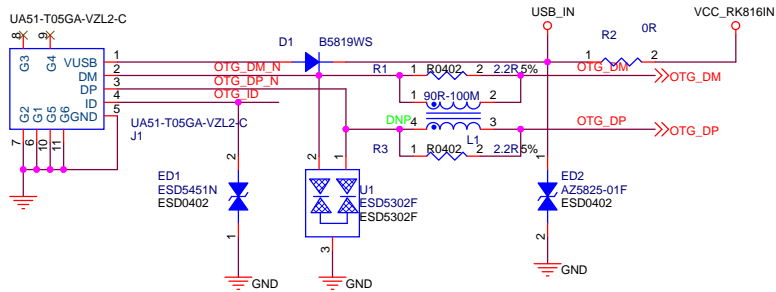 UA51-T05GA-VZL2-C
USB_IN
VCC_RK816IN
8
9
D1
B5819WS
R2
0R
G3
G4
VUSB
1
1
2
DM
2
OTG_DM_N
R1
1
R0402
2
2.2R
5%
OTG_DM
OTG_DM
DP
3
OTG_DP_N
ID
4
OTG_ID
1
90R-100M
2
GND
5
G2
G1
G5
G6
UA51-T05GA-VZL2-C
J1
DNP
4
3
OTG_DP
OTG_DP
L1
7
6
10
11
R3
1
R0402
2
2.2R
5%
2
2
1
1
ED1
ESD5451N
ESD0402
U1
ESD5302F
ESD5302F
ED2
AZ5825-01F
ESD0402
1
3
2
GND
GND
GND